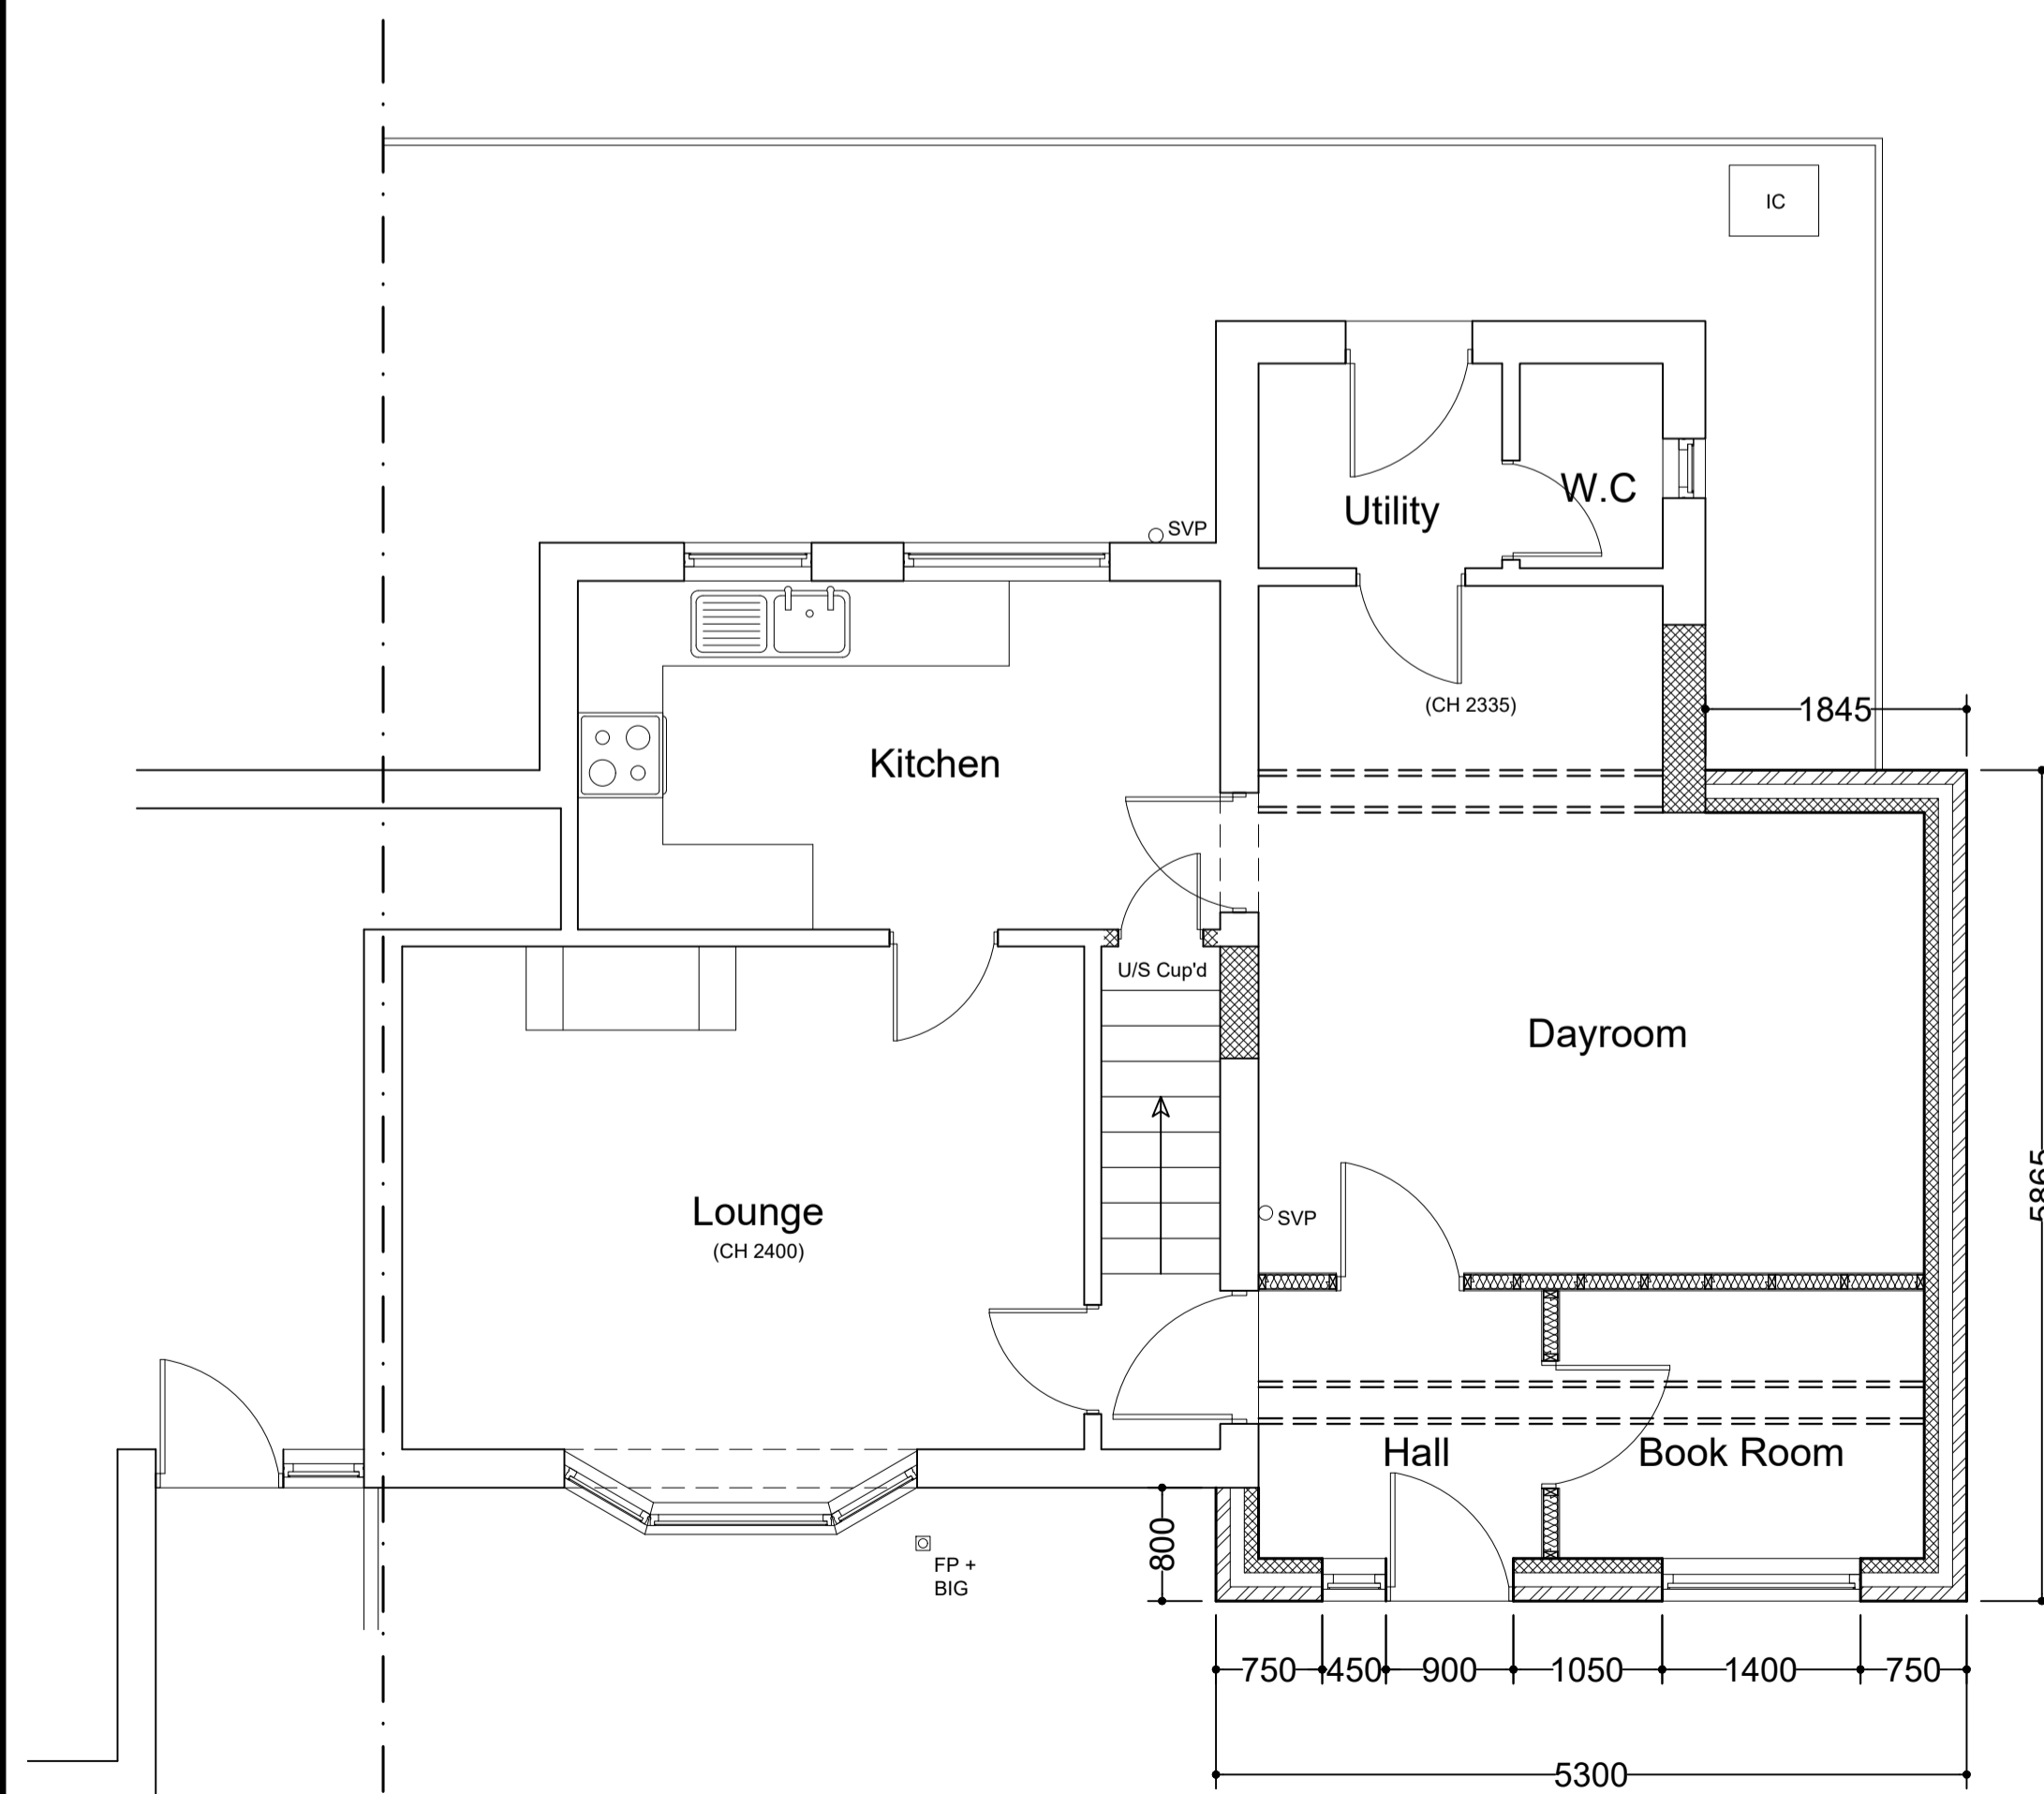 IC
SVP
Utility
W.C
(CH 2335)
1845
Kitchen
U/S Cup'd
Dayroom
5865
Lounge
(CH 2400)
SVP
Hall
Book Room
800
FP +
BIG
750
450
900
1050
1400
750
5300